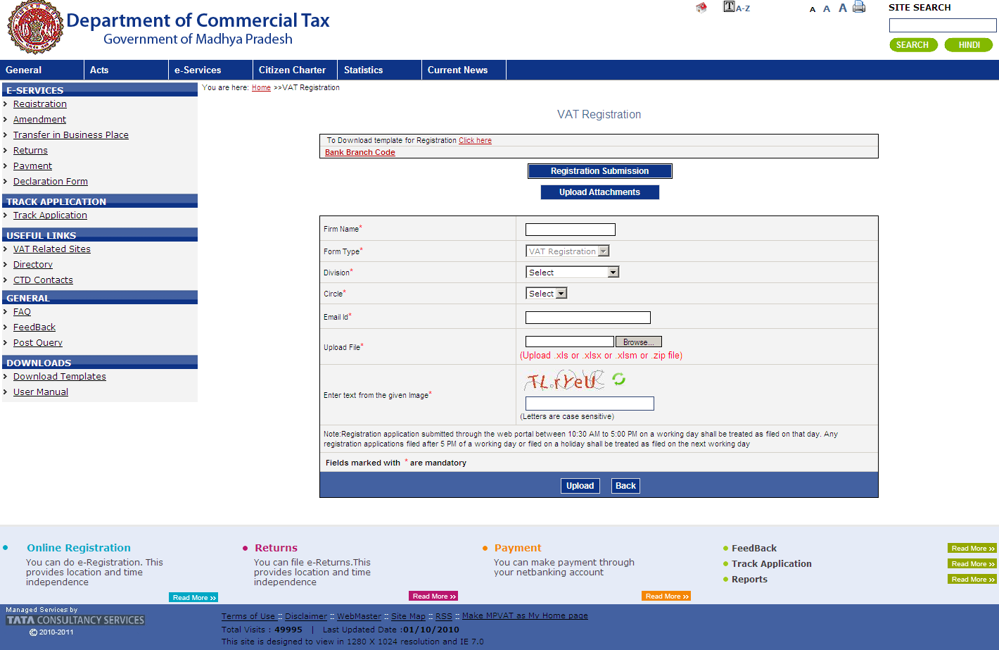 Department of Commercial Tax
Government of Madhya Pradesh
T A-Z
A A A
SITE SEARCH
SEARCH HINDI
General Acts e-Services Citizen Charter Statistics Current News
E-SERVICES
Registration
Amendment
Transfer in Business Place
Returns
Payment
Declaration Form
TRACK APPLICATION
Track Application
USEFUL LINKS
VAT Related Sites
Directory
CTD Contacts
GENERAL
FAQ
FeedBack
Post Query
DOWNLOADS
Download Templates
User Manual
You are here: Home >>VAT Registration
VAT Registration
To Download template for Registration Click here
Bank Branch Code
Registration Submission
Upload Attachments
Firm Name*
Form Type* VAT Registration
Division* Select
Circle* Select
Email Id*
Upload File* Browse...
(Upload .xls or .xlsx or .xlsm or .zip file)
Enter text from the given Image*
(Letters are case sensitive)
Note:Registration application submitted through the web portal between 10:30 AM to 5:00 PM on a working day shall be treated as filed on that day. Any
registration applications filed after 5 PM of a working day or filed on a holiday shall be treated as filed on the next working day
Fields marked with * are mandatory
Upload Back
Online Registration
You can do e-Registration. This
provides location and time
independence
Read More >>
Returns
You can file e-Returns.This
provides location and time
independence
Read More >>
Payment
You can make payment through
your netbanking account
Read More >>
FeedBack Read More >>
Track Application Read More >>
Reports Read More >>
Managed Services by
TATA CONSULTANCY SERVICES
© 2010-2011
Terms of Use :: Disclaimer :: WebMaster :: Site Map :: RSS :: Make MPVAT as My Home page
Total Visits : 49995 | Last Updated Date :01/10/2010
This site is designed to view in 1280 X 1024 resolution and IE 7.0